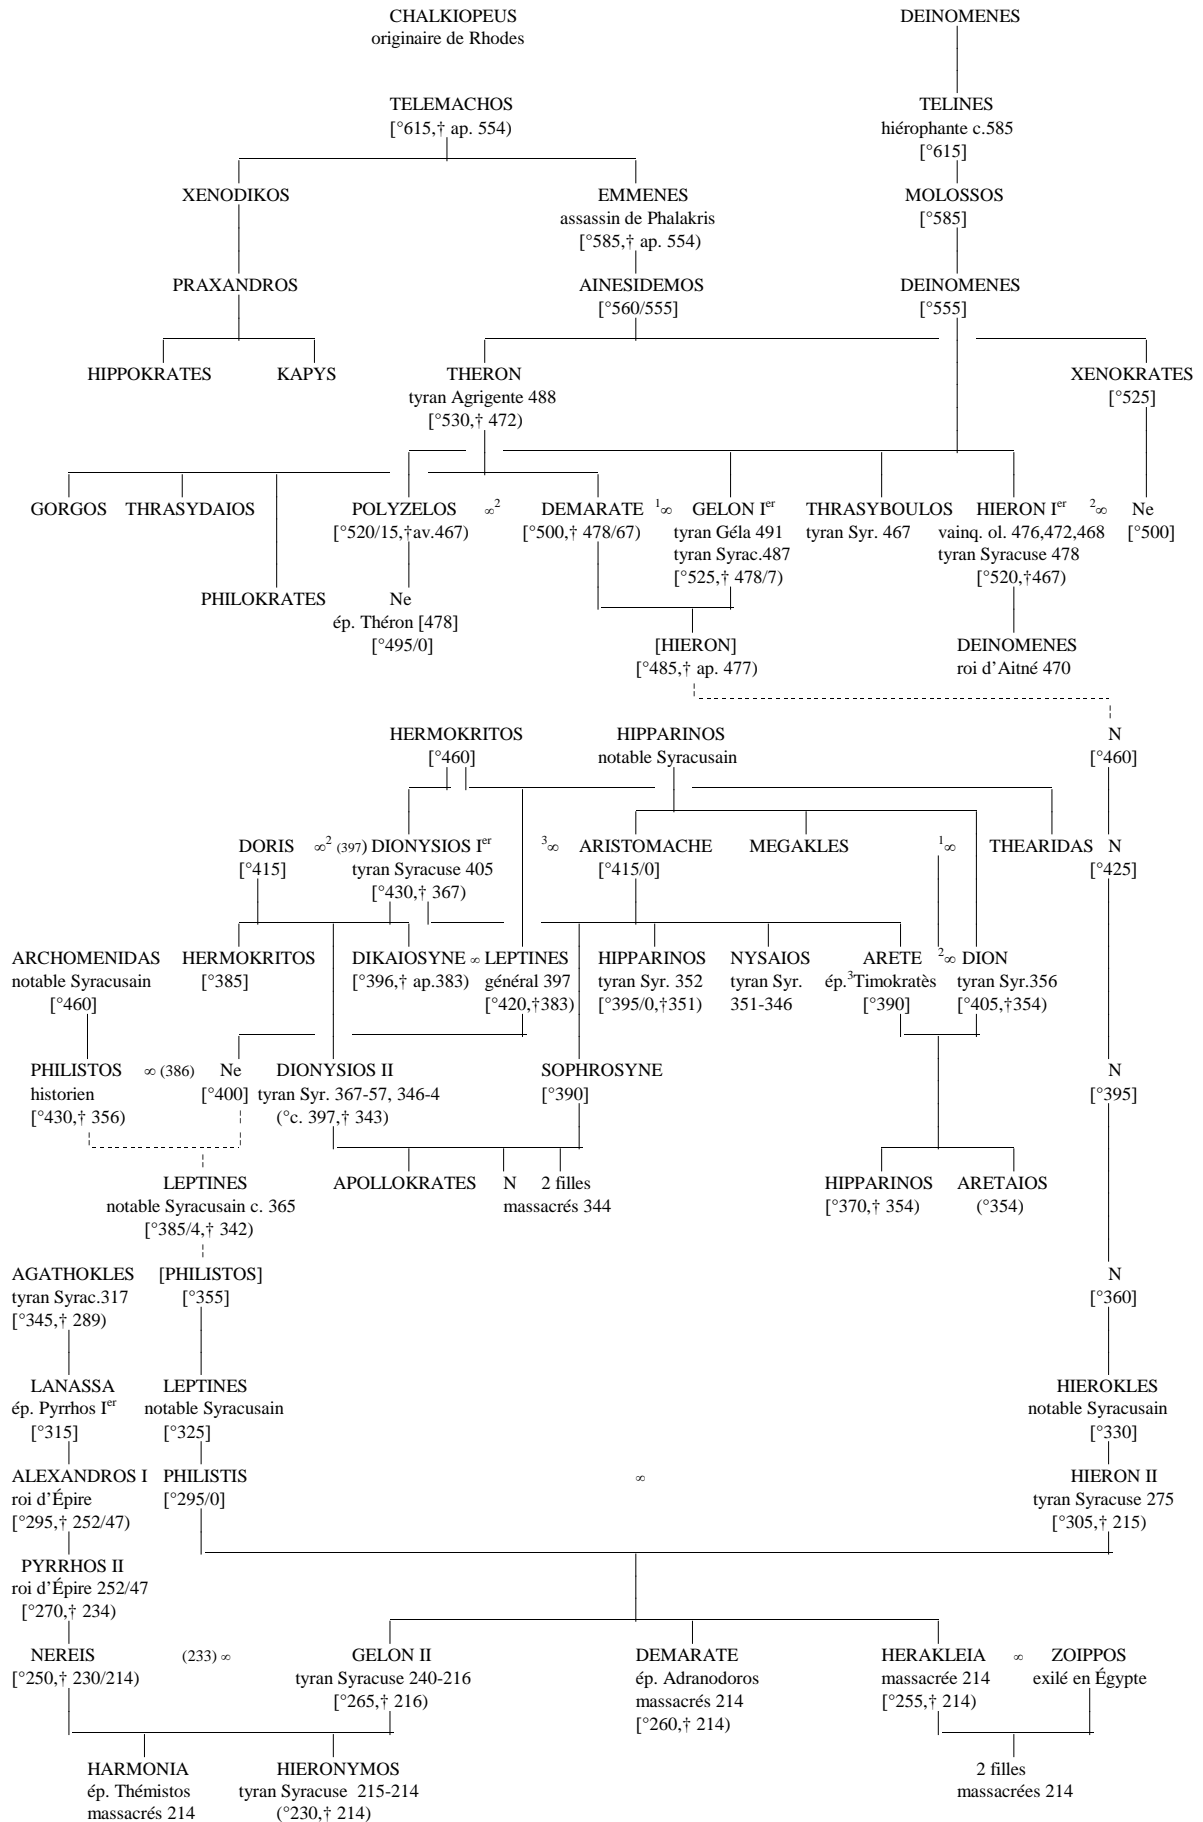 CHALKIOPEUS DEINOMENES
originaire de Rhodes
TELEMACHOS TELINES
[°615,† ap. 554) hiérophante c.585
[°615]
XENODIKOS EMMENES MOLOSSOS
assassin de Phalakris [°585]
[°585,† ap. 554)
PRAXANDROS AINESIDEMOS DEINOMENES
[°560/555] [°555]
HIPPOKRATES KAPYS THERON XENOKRATES
tyran Agrigente 488 [°525]
[°530,† 472)
GORGOS THRASYDAIOS POLYZELOS ∞2 DEMARATE 1∞ GELON Ier THRASYBOULOS HIERON Ier 2∞ Ne
[°520/15,†av.467) [°500,† 478/67) tyran Géla 491 tyran Syr. 467 vainq. ol. 476,472,468 [°500]
tyran Syrac.487 tyran Syracuse 478
[°525,† 478/7) [°520,†467)
PHILOKRATES Ne
ép. Théron [478]
[°495/0] [HIERON] DEINOMENES
[°485,† ap. 477) roi d'Aitné 470
HERMOKRITOS HIPPARINOS N
[°460] notable Syracusain [°460]
DORIS ∞2 (397) DIONYSIOS Ier 3∞ ARISTOMACHE MEGAKLES 1∞ THEARIDAS N
[°415] tyran Syracuse 405 [°415/0] [°425]
[°430,† 367)
ARCHOMENIDAS HERMOKRITOS DIKAIOSYNE ∞ LEPTINES HIPPARINOS NYSAIOS ARETE 2∞ DION
notable Syracusain [°385] [°396,† ap.383) général 397 tyran Syr. 352 tyran Syr. ép.3Timokratès tyran Syr.356
[°460] [°420,†383) [°395/0,†351) 351-346 [°390] [°405,†354)
PHILISTOS ∞ (386) Ne DIONYSIOS II SOPHROSYNE N
historien [°400] tyran Syr. 367-57, 346-4 [°390] [°395]
[°430,† 356) (°c. 397,† 343)
LEPTINES APOLLOKRATES N 2 filles HIPPARINOS ARETAIOS
notable Syracusain c. 365 massacrés 344 [°370,† 354) (°354)
[°385/4,† 342)
AGATHOKLES [PHILISTOS] N
tyran Syrac.317 [°355] [°360]
[°345,† 289)
LANASSA LEPTINES HIEROKLES
ép. Pyrrhos Ier notable Syracusain notable Syracusain
[°315] [°325] [°330]
ALEXANDROS I PHILISTIS ∞ HIERON II
roi d'Épire [°295/0] tyran Syracuse 275
[°295,† 252/47) [°305,† 215)
PYRRHOS II
roi d'Épire 252/47
[°270,† 234)
NEREIS (233) ∞ GELON II DEMARATE HERAKLEIA ∞ ZOIPPOS
[°250,† 230/214) tyran Syracuse 240-216 ép. Adranodoros massacrée 214 exilé en Égypte
[°265,† 216) massacrés 214 [°255,† 214)
[°260,† 214)
HARMONIA HIERONYMOS 2 filles
ép. Thémistos tyran Syracuse 215-214 massacrées 214
massacrés 214 (°230,† 214)